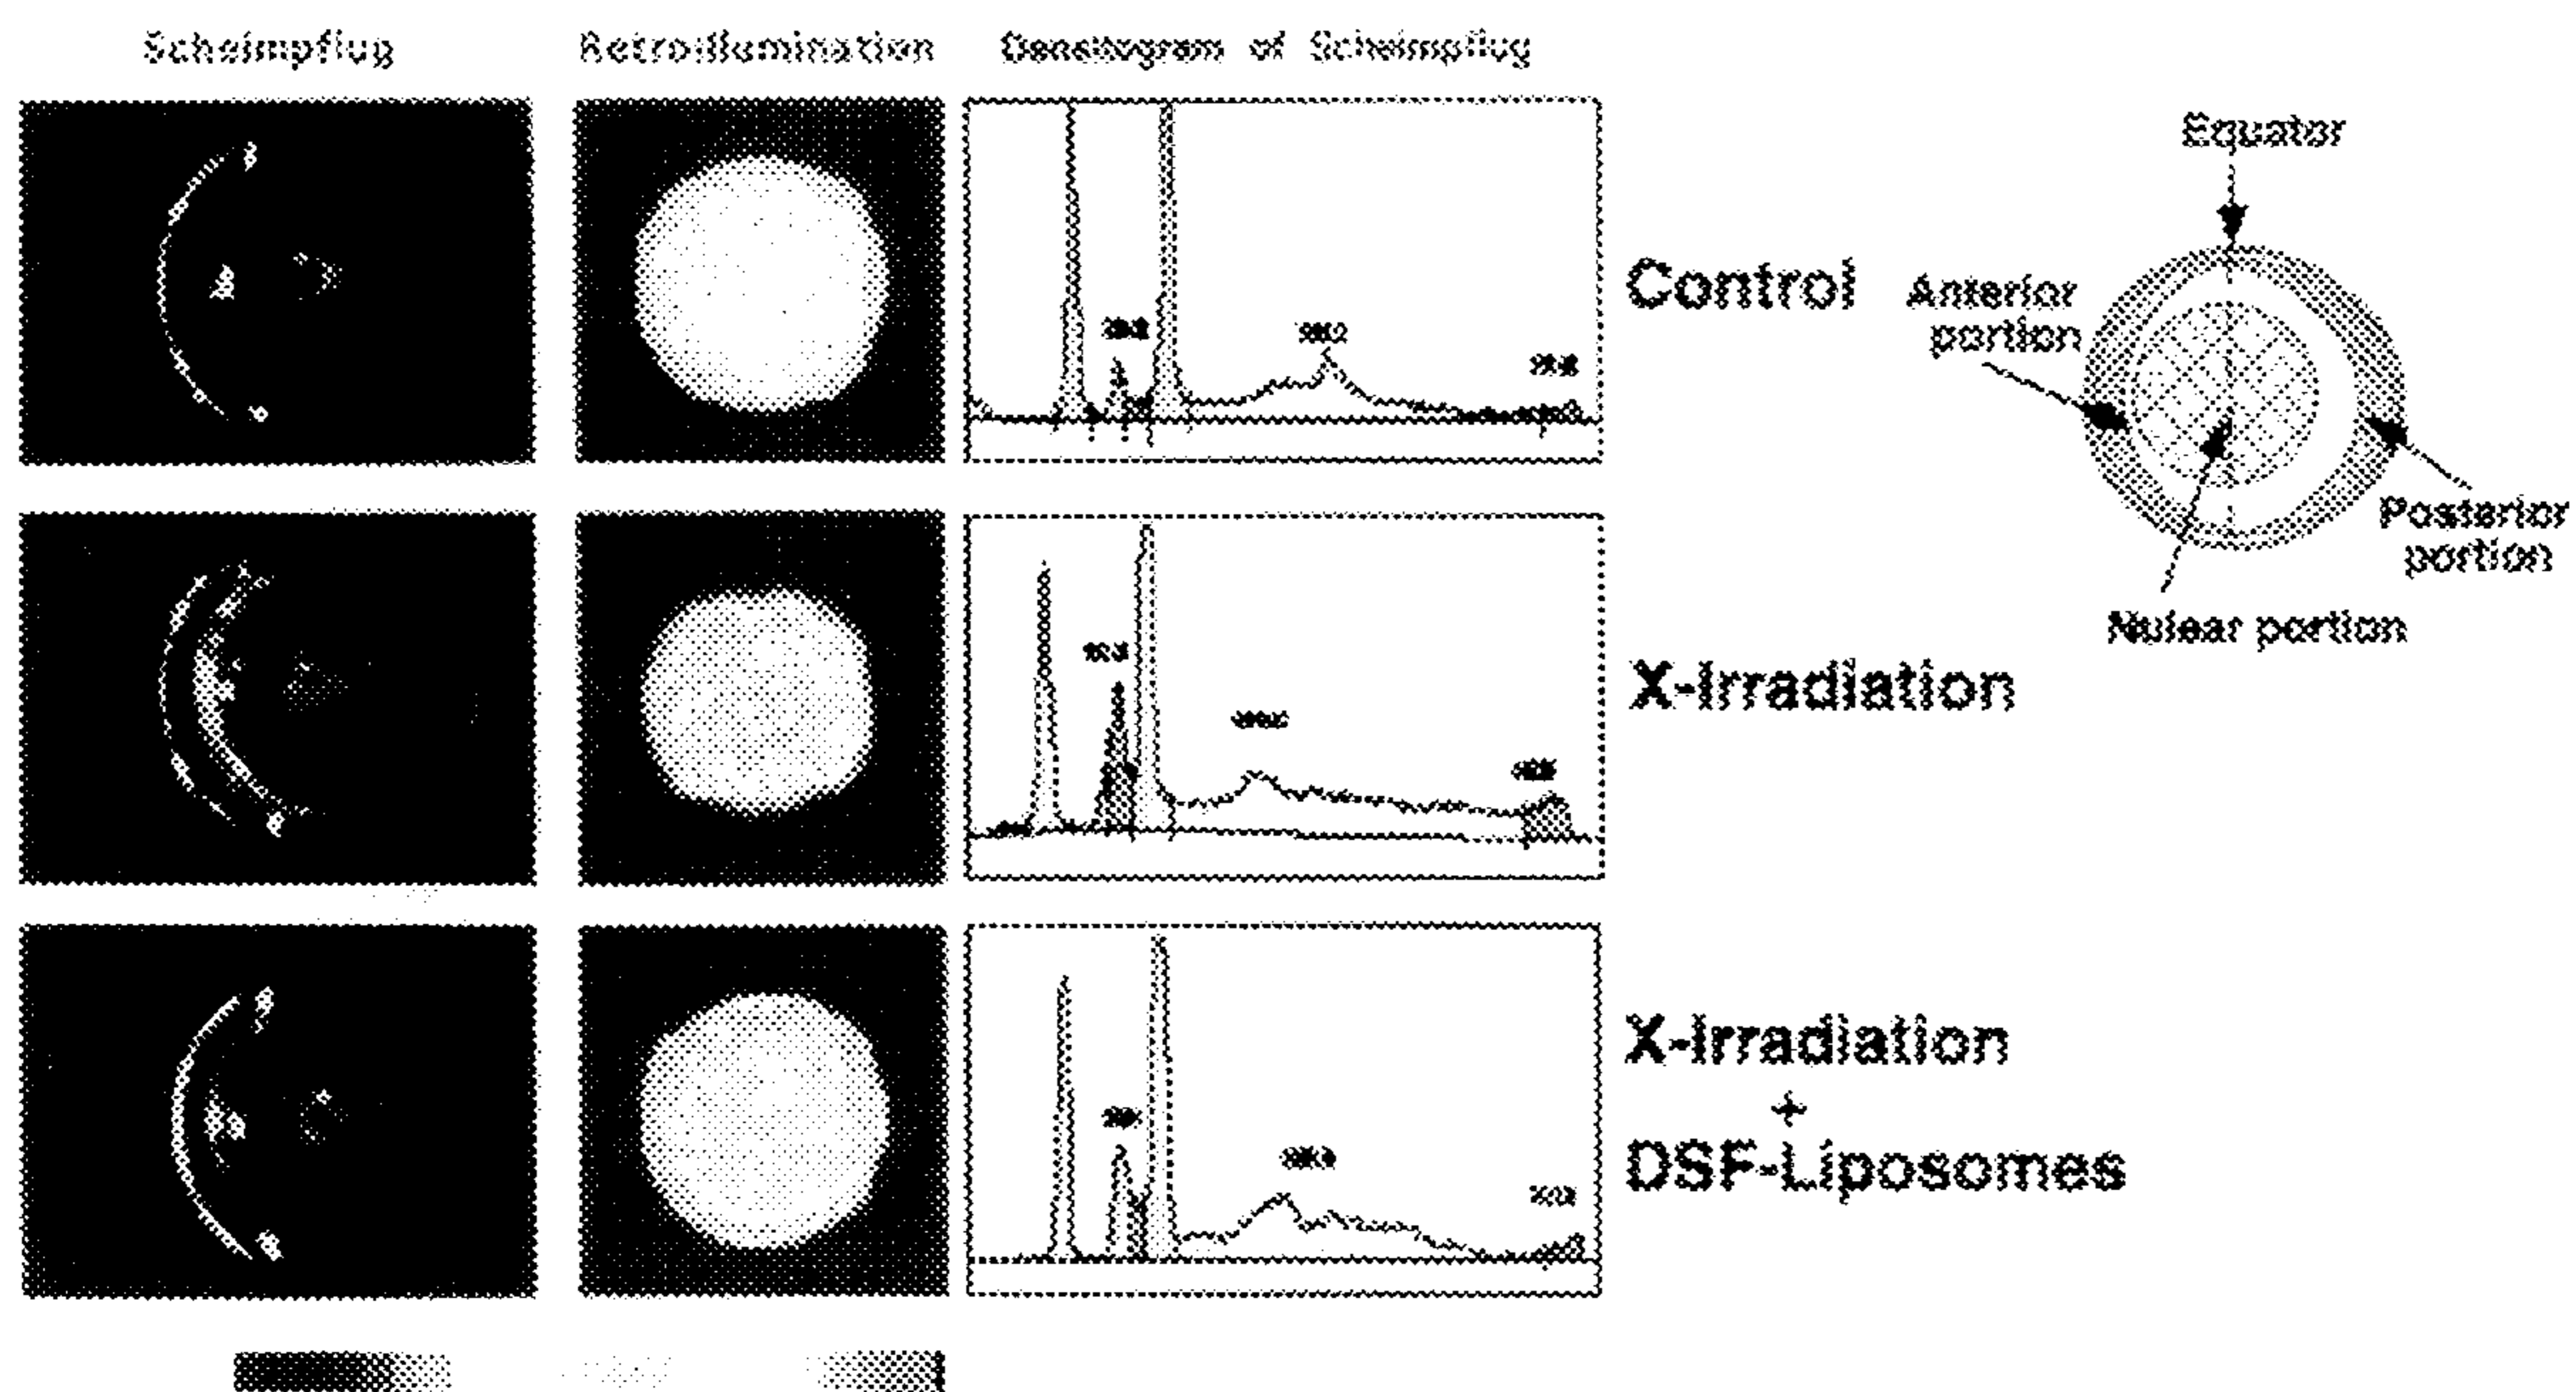 Scheimpflug
Retroillumination
Densitogram of Scheimpflug
Control
Equator
Anterior
portion
Posterior
portion
Nulear portion
X-Irradiation
X-Irradiation
+
DSF-Liposomes